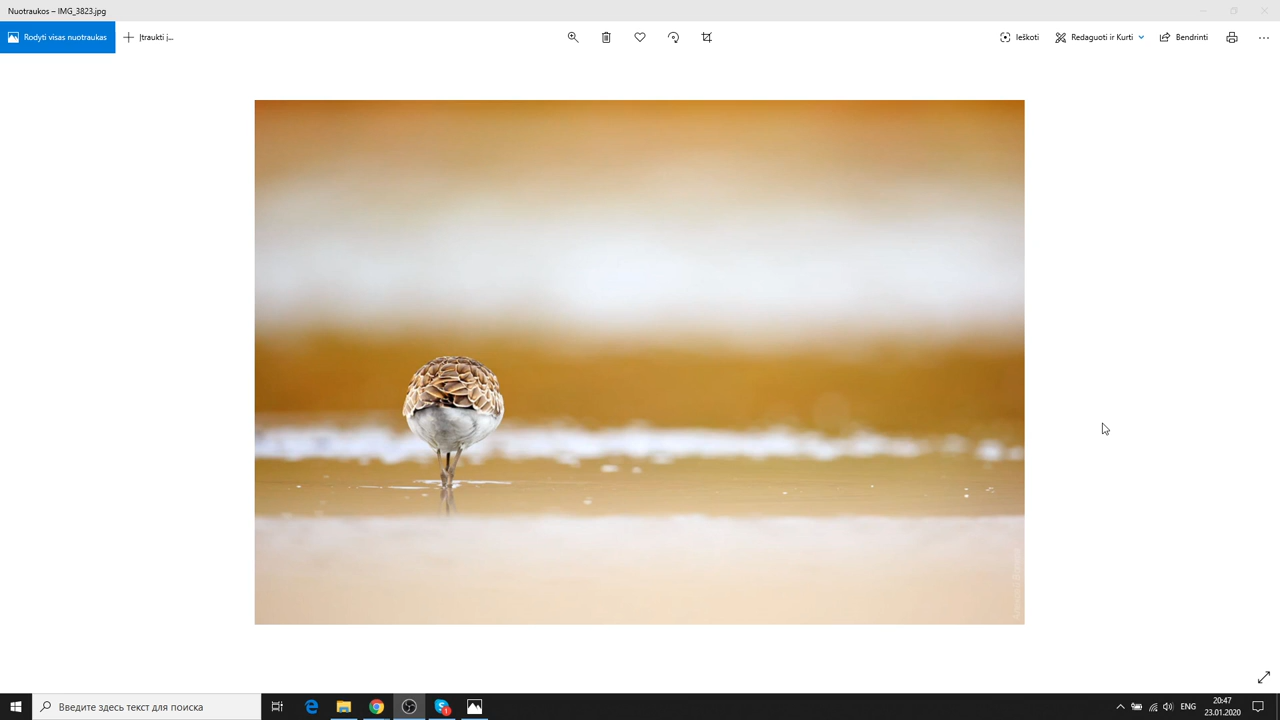 Nuotraukos – IMG_3823.jpg
Rodyti visas nuotraukas
Įtraukti į...
Ieškoti
Redaguoti ir Kurti
Bendrinti
Введите здесь текст для поиска
1
ENG
20:47
23.01.2020